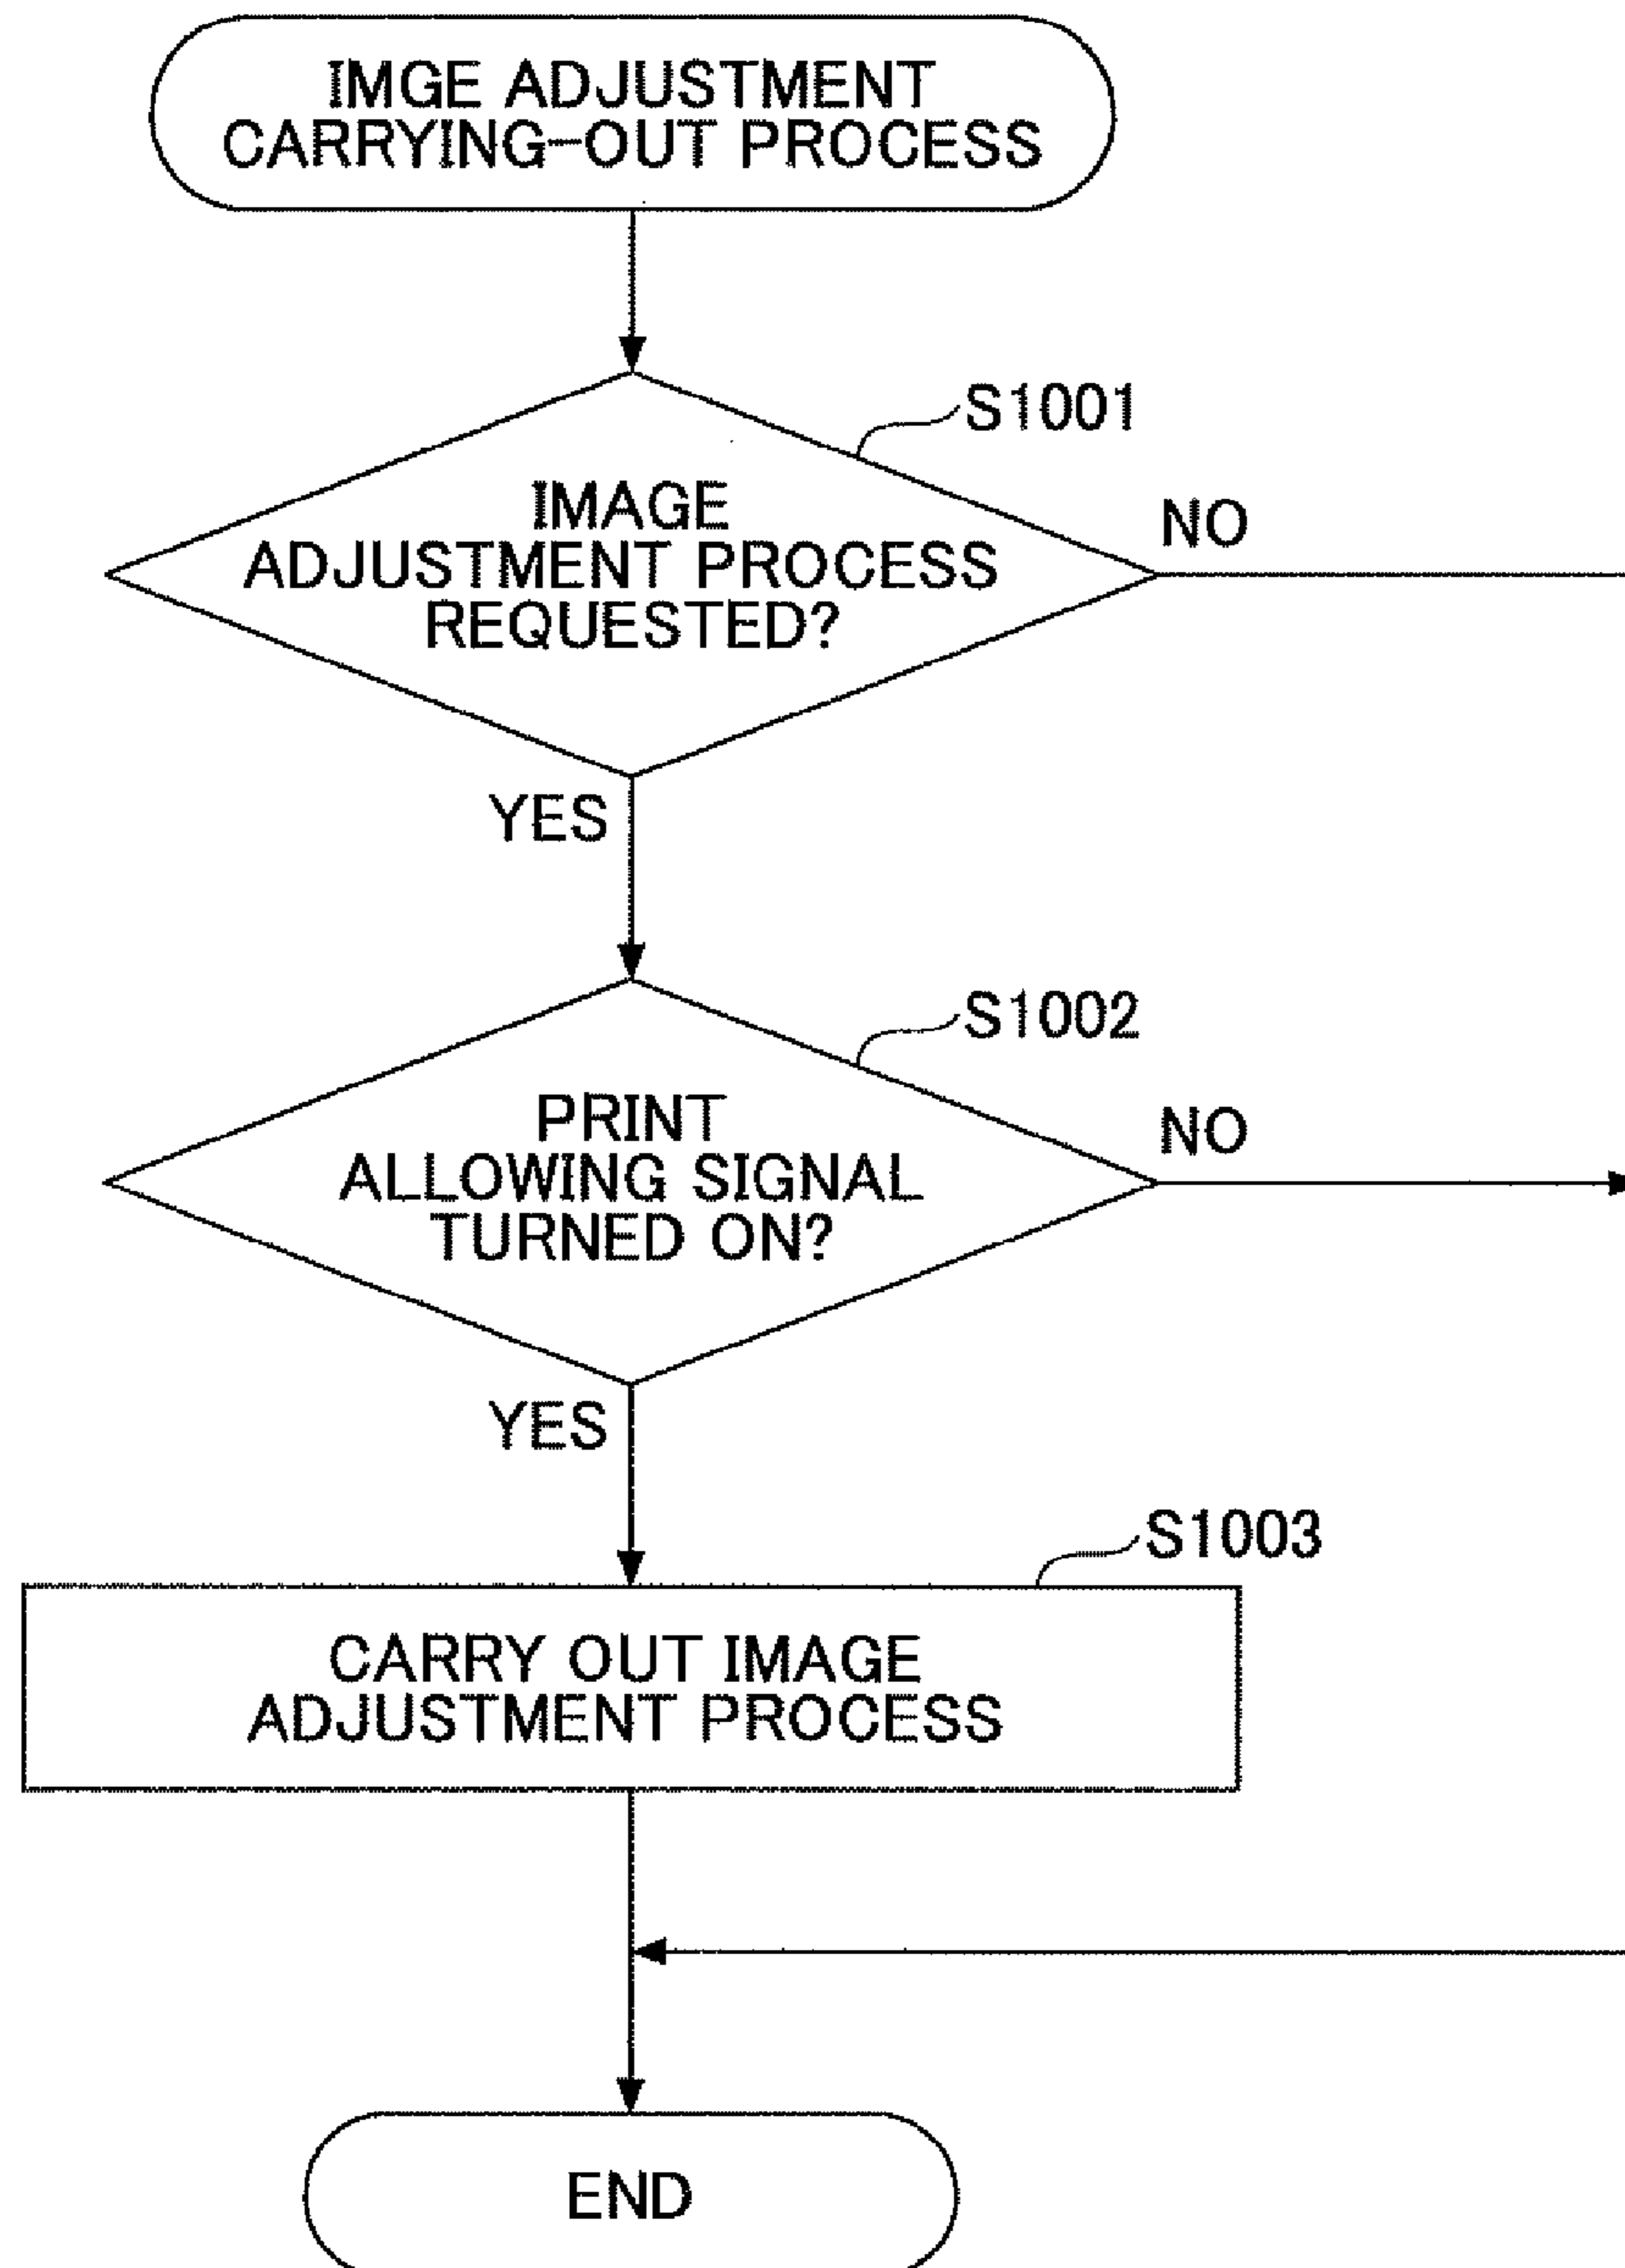 IMGE ADJUSTMENT
CARRYING-OUT PROCESS
S1001
IMAGE
ADJUSTMENT PROCESS
REQUESTED?
NO
YES
S1002
PRINT
ALLOWING SIGNAL
TURNED ON?
NO
YES
S1003
CARRY OUT IMAGE
ADJUSTMENT PROCESS
END